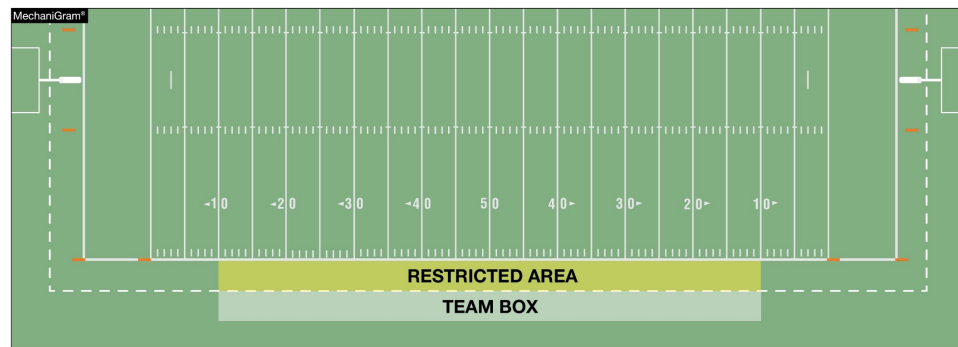 MechaniGram®
◄10 ◄20 ◄30 ◄40 50 40► 30► 20► 10►
RESTRICTED AREA
TEAM BOX